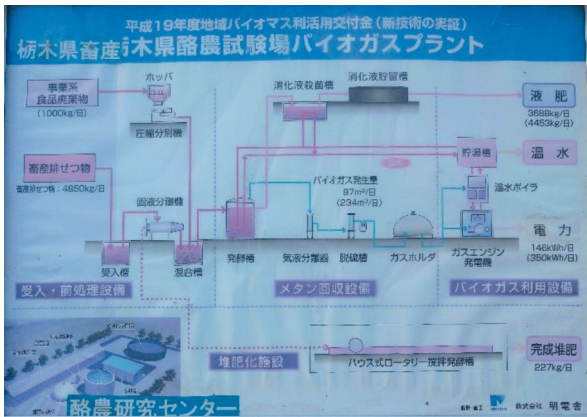 平成19年度地域バイオマス利活用交付金(新技術の実証)
栃木県畜産栃木県酪農試験場バイオガスプラント
事業系
食品廃棄物
(1000kg/日)
ホッパ
圧縮分別機
消化液殺菌槽
消化液貯留槽
液肥
3688kg/日
(4453kg/日)
畜産排せつ物
畜産排せつ物:4850kg/日
固液分離機
バイオガス発生量
97m³/日
(234m³/日)
貯湯槽
温水
温水ボイラ
電力
146kWh/日
(350kWh/日)
受入槽
混合槽
発酵槽
気液分離器
脱硫槽
ガスホルダ
ガスエンジン
発電機
受入・前処理設備
メタン回収設備
バイオガス利用設備
堆肥化施設
ハウス式ロータリー撹拌発酵槽
完成堆肥
227kg/日
酪農研究センター
株式会社 明電舎